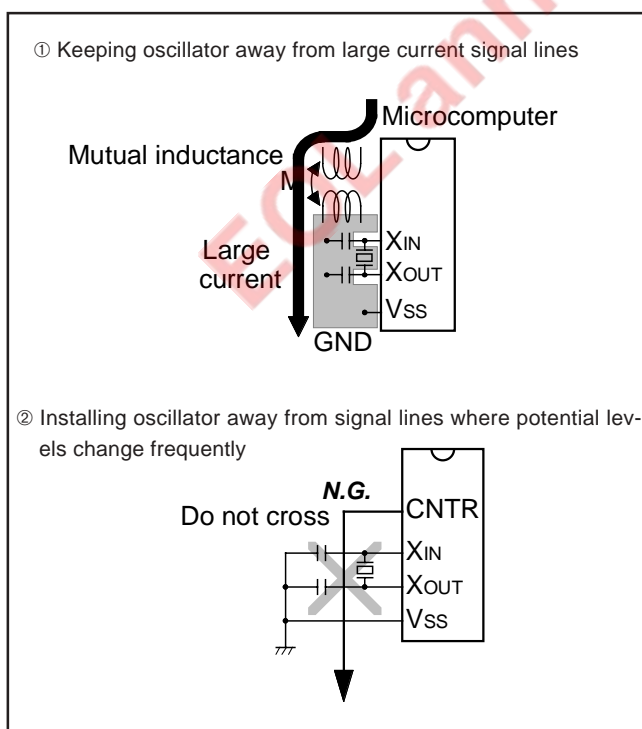 ① Keeping oscillator away from large current signal lines
Microcomputer
Mutual inductance
M
Large
current
XIN
XOUT
VSS
GND
② Installing oscillator away from signal lines where potential lev-
els change frequently
N.G.
Do not cross
CNTR
XIN
XOUT
VSS